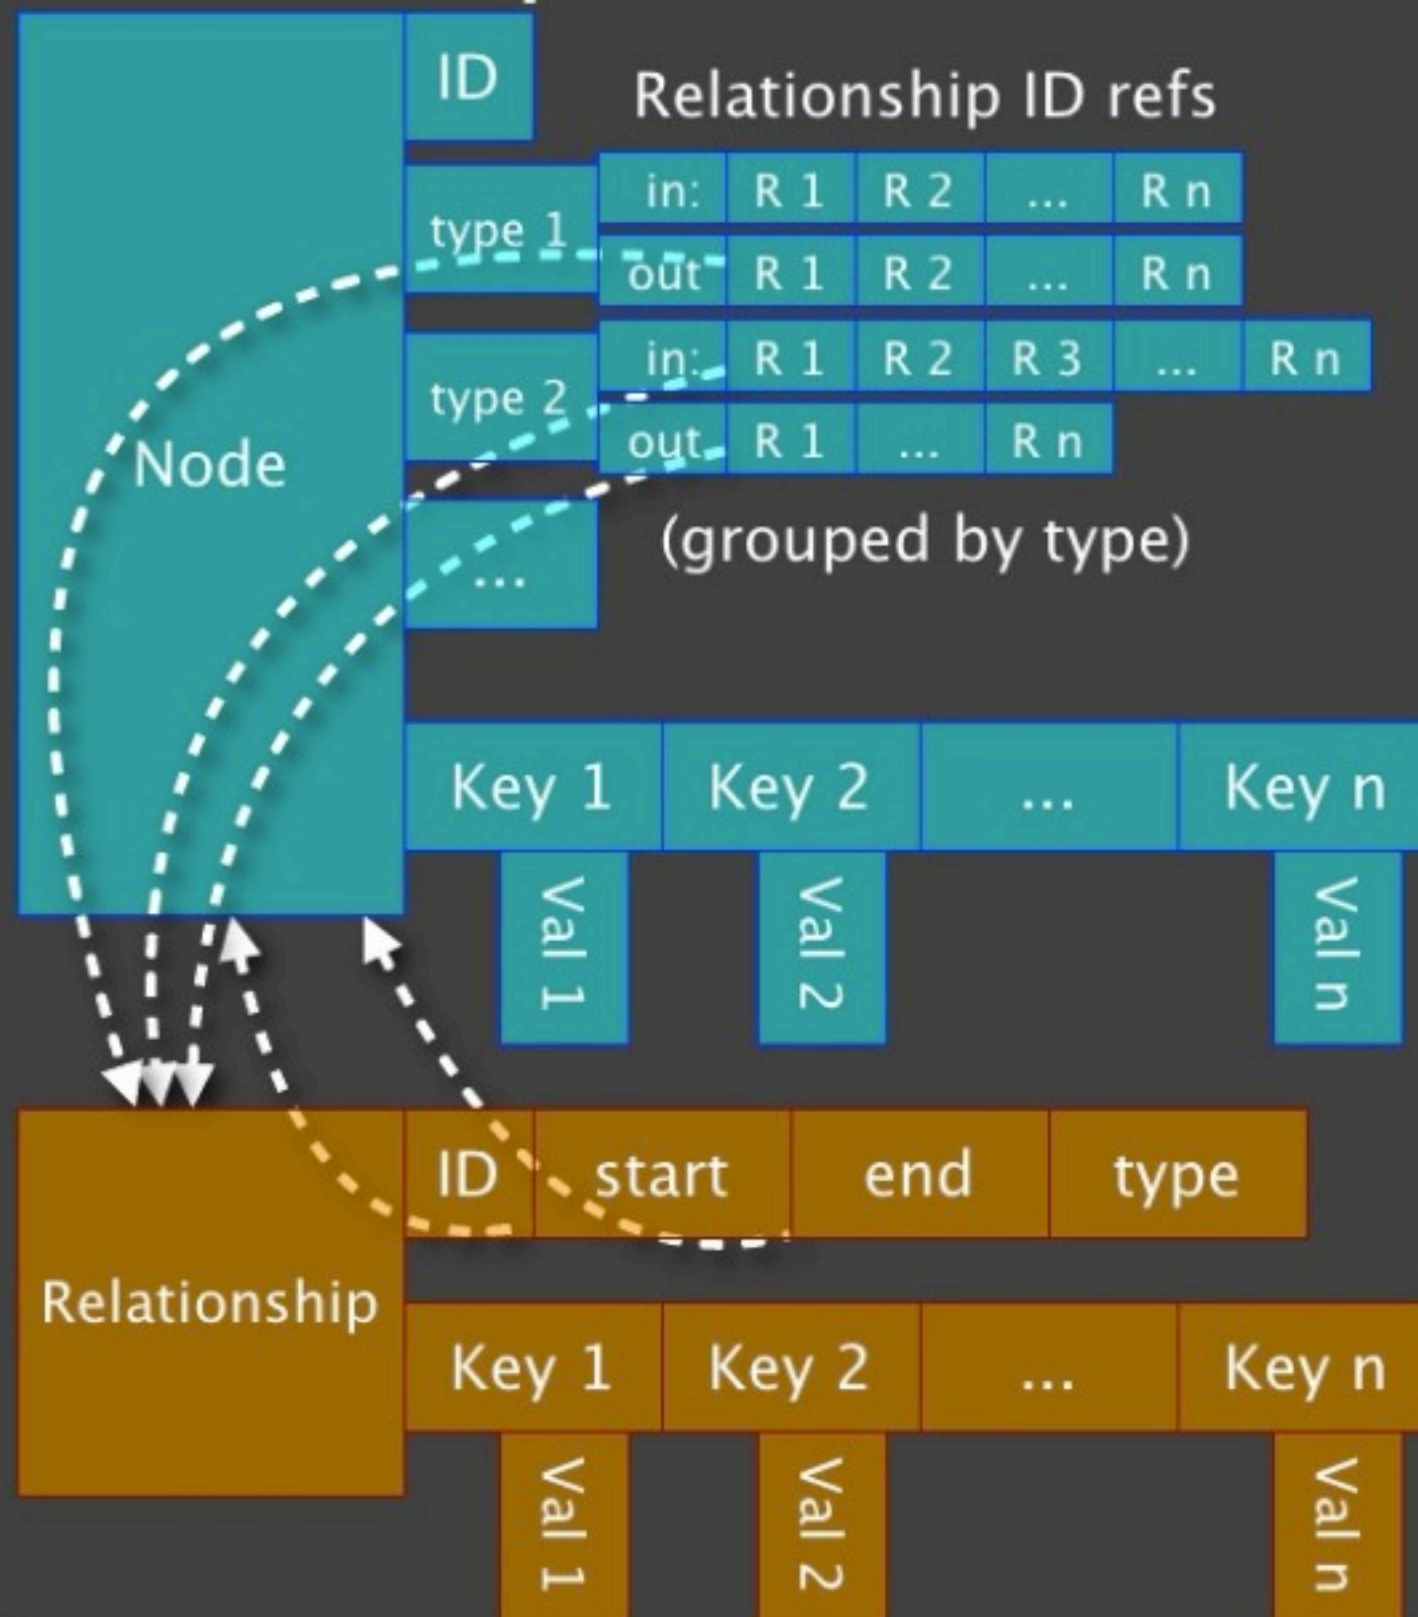 ID
Relationship ID refs
type 1
in: R 1 R 2 ... R n
out R 1 R 2 ... R n
type 2
in: R 1 R 2 R 3 ... R n
out R 1 ... R n
Node
(grouped by type)
...
Key 1 Key 2 ... Key n
Val 1 Val 2 Val n
ID start end type
Relationship
Key 1 Key 2 ... Key n
Val 1 Val 2 Val n